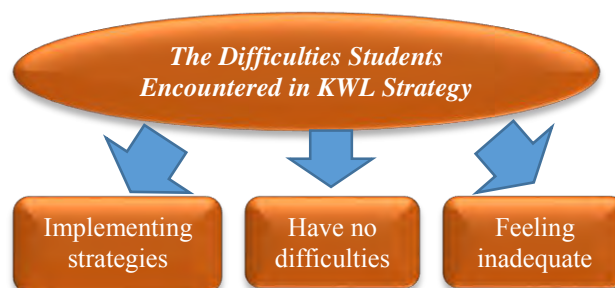 The Difficulties Students
Encountered in KWL Strategy
Implementing
strategies
Have no
difficulties
Feeling
inadequate